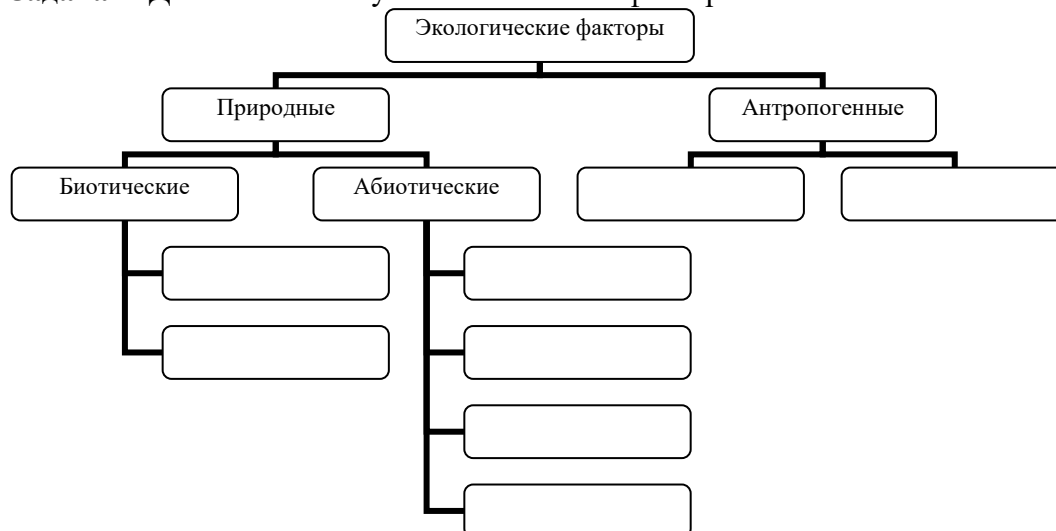 Экологические факторы
Природные
Антропогенные
Биотические
Абиотические